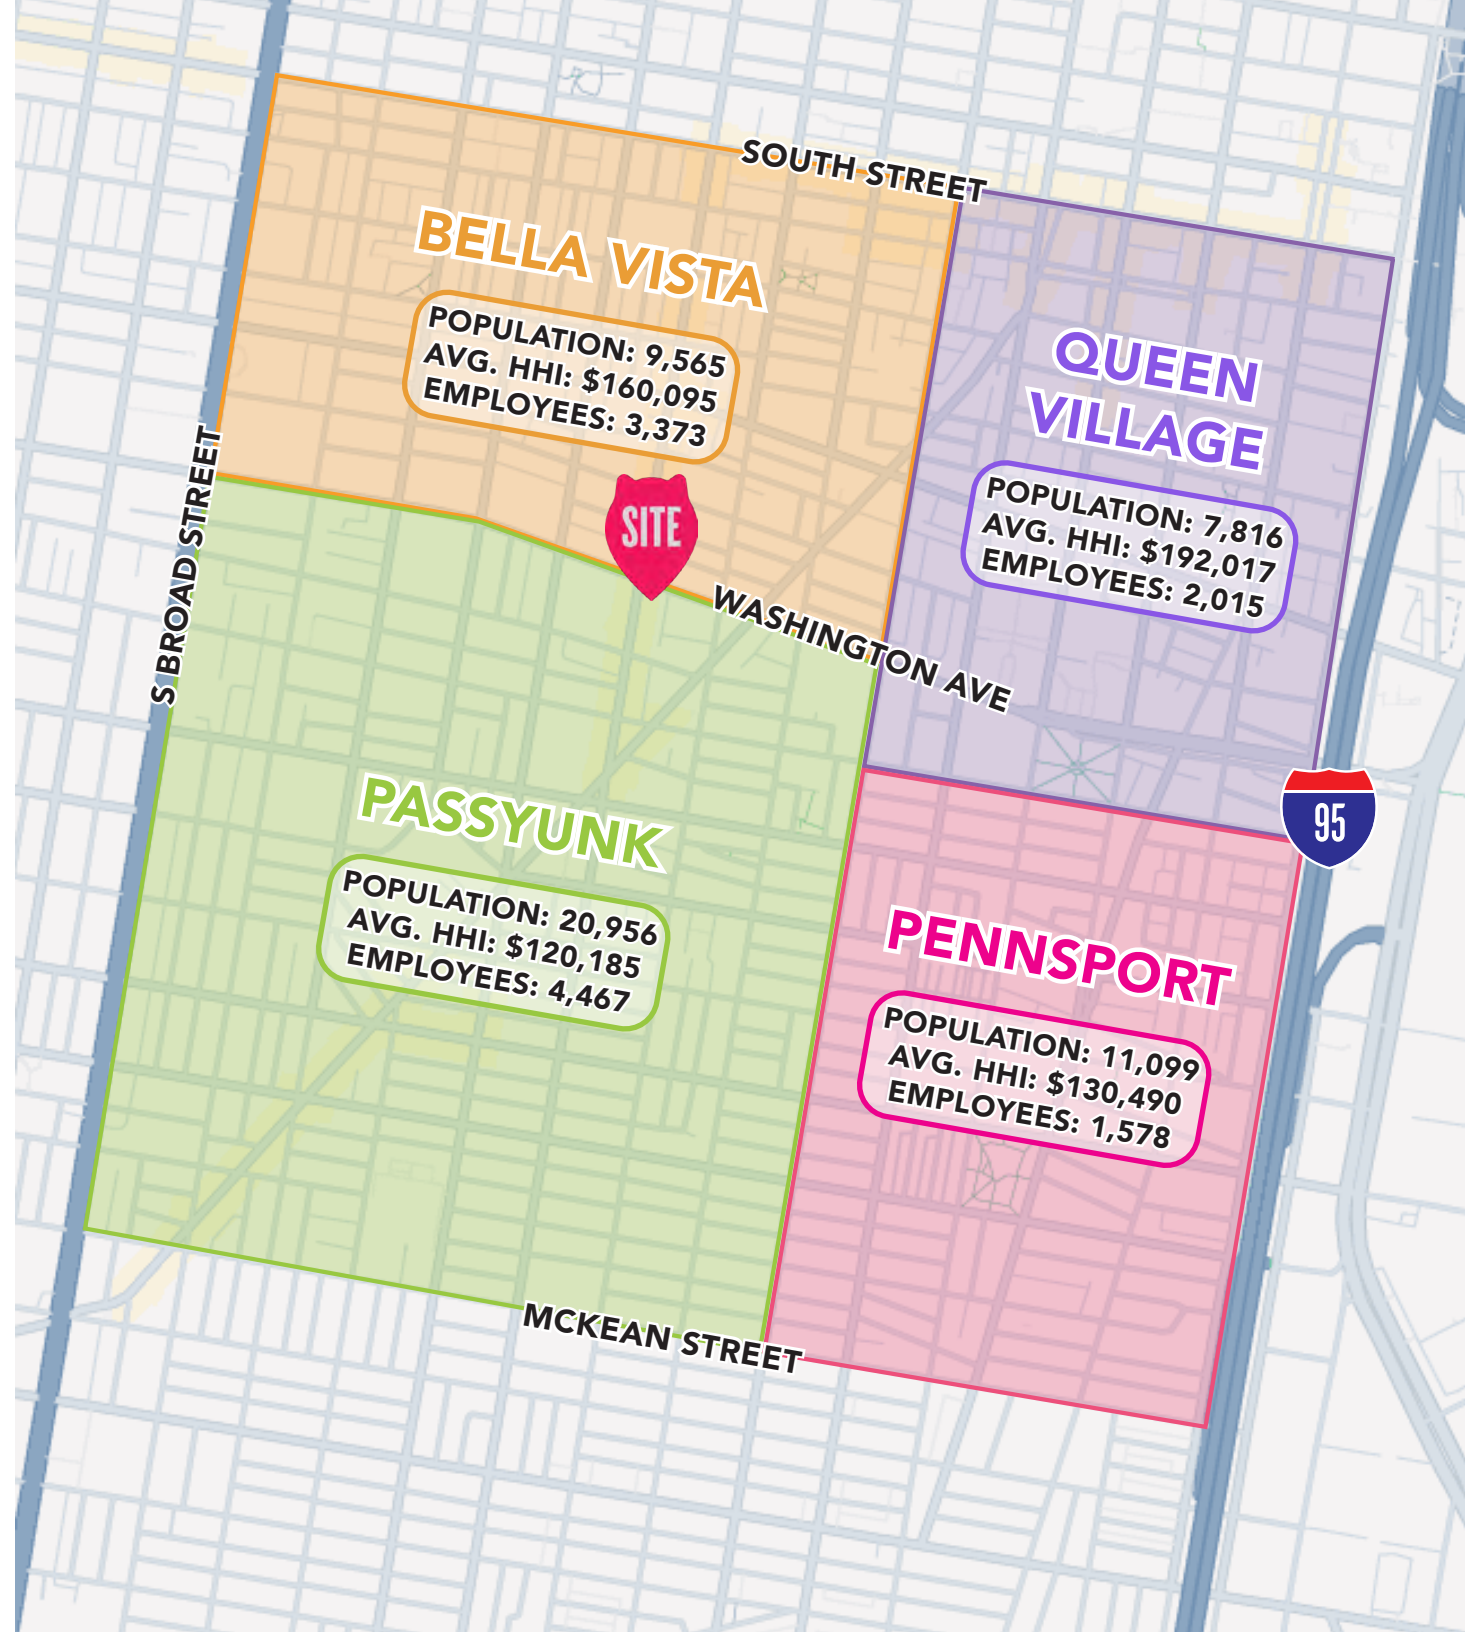 SOUTH STREET
BELLA VISTA
POPULATION: 9,565
AVG. HHI: $160,095
EMPLOYEES: 3,373
QUEEN
VILLAGE
POPULATION: 7,816
AVG. HHI: $192,017
EMPLOYEES: 2,015
S BROAD STREET
SITE
WASHINGTON AVE
PASSYUNK
POPULATION: 20,956
AVG. HHI: $120,185
EMPLOYEES: 4,467
95
PENNSPORT
POPULATION: 11,099
AVG. HHI: $130,490
EMPLOYEES: 1,578
MCKEAN STREET